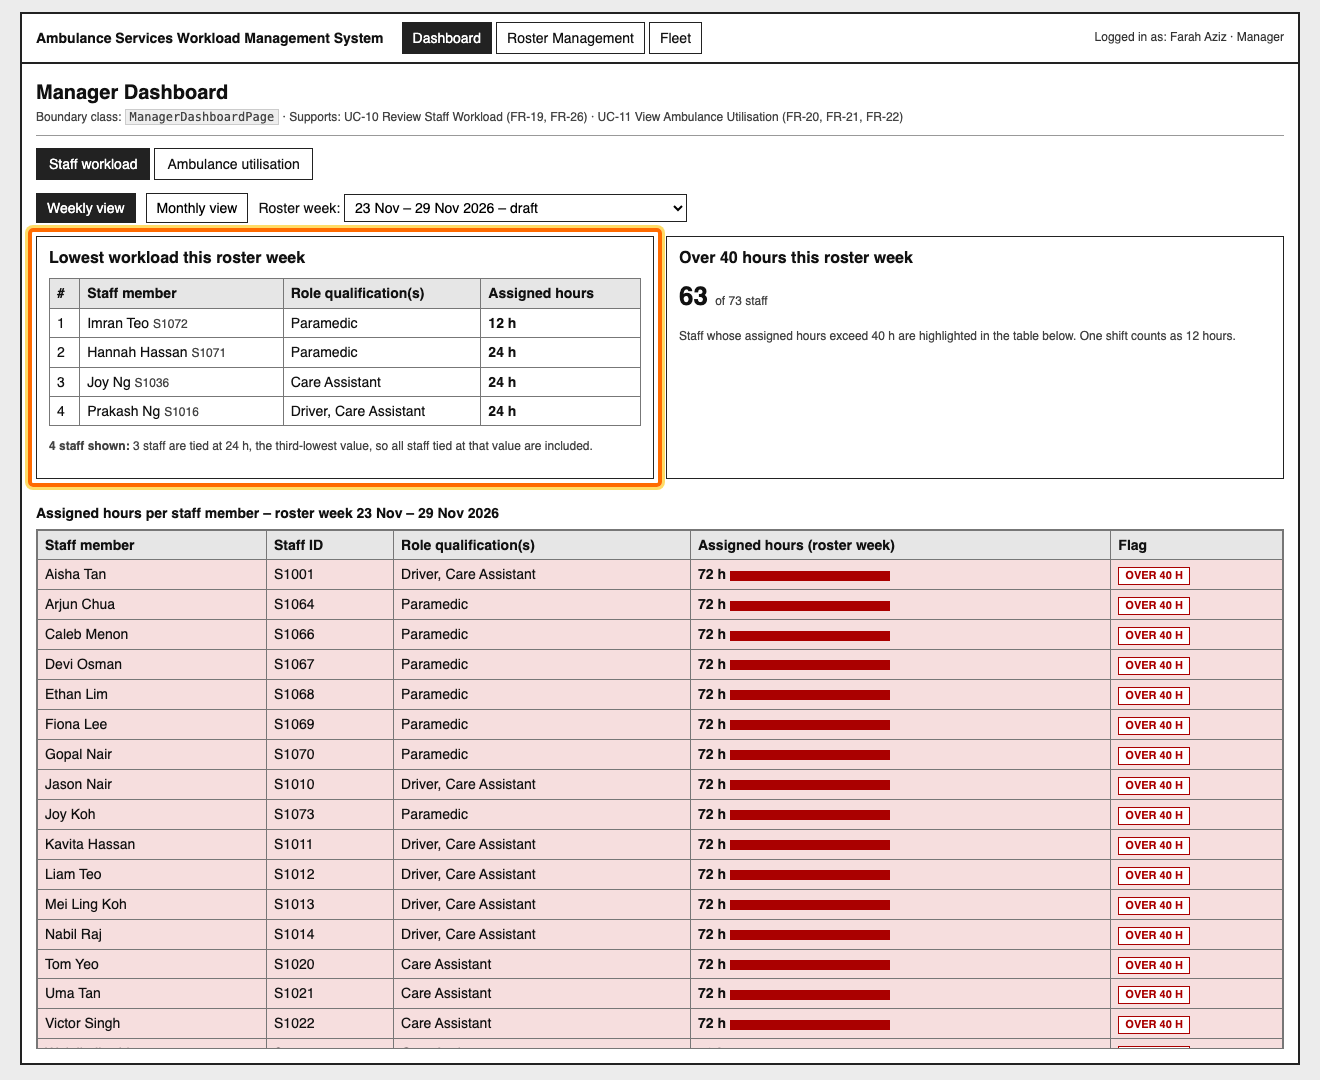 Ambulance Services Workload Management System Dashboard Roster Management Fleet Logged in as: Farah Aziz · Manager
Manager Dashboard
Boundary class: ManagerDashboardPage · Supports: UC-10 Review Staff Workload (FR-19, FR-26) · UC-11 View Ambulance Utilisation (FR-20, FR-21, FR-22)
Staff workload Ambulance utilisation
Weekly view Monthly view Roster week: 23 Nov – 29 Nov 2026 – draft
Lowest workload this roster week
# Staff member Role qualification(s) Assigned hours
1 Imran Teo S1072 Paramedic 12 h
2 Hannah Hassan S1071 Paramedic 24 h
3 Joy Ng S1036 Care Assistant 24 h
4 Prakash Ng S1016 Driver, Care Assistant 24 h
4 staff shown: 3 staff are tied at 24 h, the third-lowest value, so all staff tied at that value are included.
Over 40 hours this roster week
63 of 73 staff
Staff whose assigned hours exceed 40 h are highlighted in the table below. One shift counts as 12 hours.
Assigned hours per staff member – roster week 23 Nov – 29 Nov 2026
Staff member Staff ID Role qualification(s) Assigned hours (roster week) Flag
Aisha Tan S1001 Driver, Care Assistant 72 h OVER 40 H
Arjun Chua S1064 Paramedic 72 h OVER 40 H
Caleb Menon S1066 Paramedic 72 h OVER 40 H
Devi Osman S1067 Paramedic 72 h OVER 40 H
Ethan Lim S1068 Paramedic 72 h OVER 40 H
Fiona Lee S1069 Paramedic 72 h OVER 40 H
Gopal Nair S1070 Paramedic 72 h OVER 40 H
Jason Nair S1010 Driver, Care Assistant 72 h OVER 40 H
Joy Koh S1073 Paramedic 72 h OVER 40 H
Kavita Hassan S1011 Driver, Care Assistant 72 h OVER 40 H
Liam Teo S1012 Driver, Care Assistant 72 h OVER 40 H
Mei Ling Koh S1013 Driver, Care Assistant 72 h OVER 40 H
Nabil Raj S1014 Driver, Care Assistant 72 h OVER 40 H
Tom Yeo S1020 Care Assistant 72 h OVER 40 H
Uma Tan S1021 Care Assistant 72 h OVER 40 H
Victor Singh S1022 Care Assistant 72 h OVER 40 H